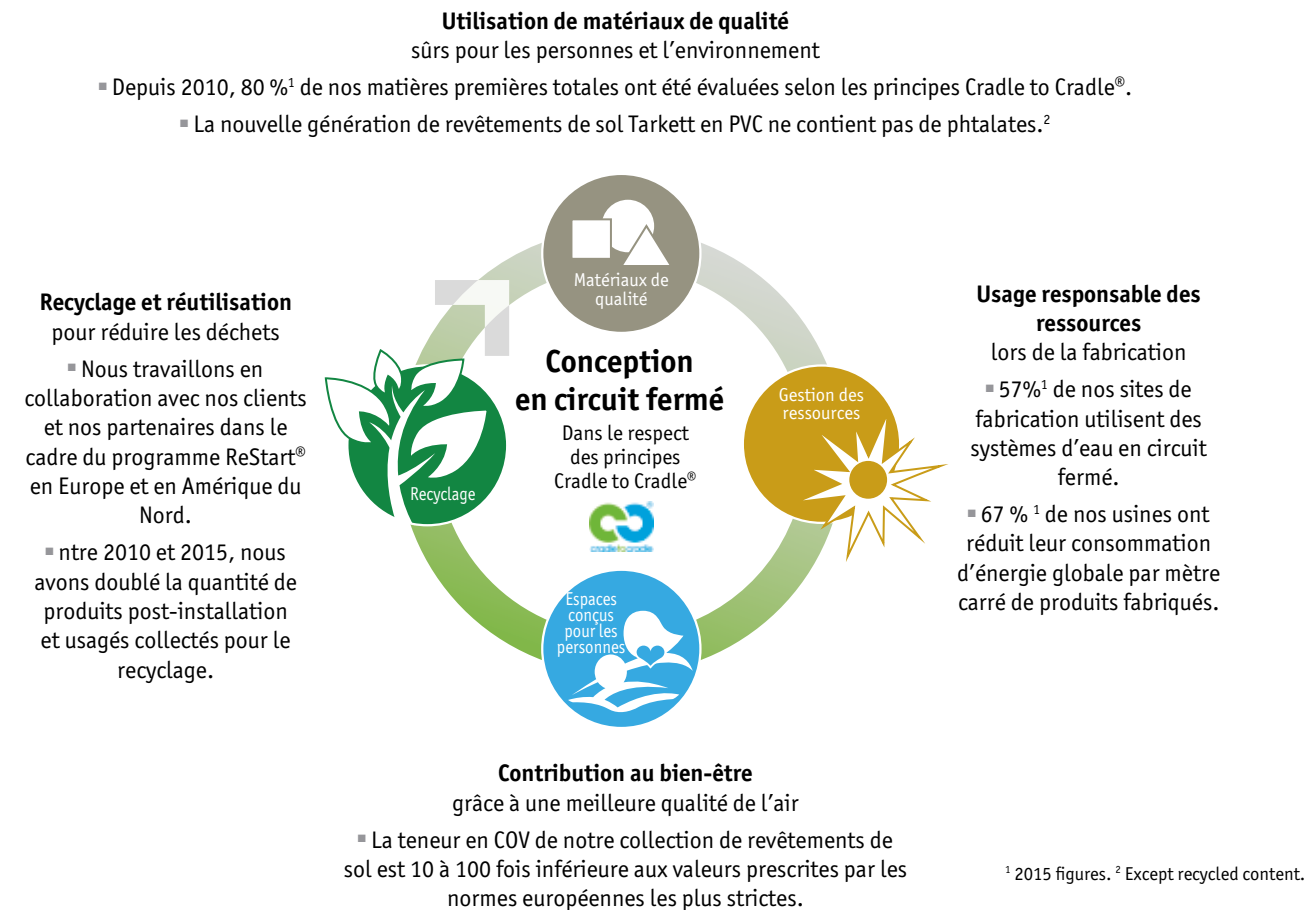 Utilisation de matériaux de qualité
sûrs pour les personnes et l'environnement
▪ Depuis 2010, 80 %¹ de nos matières premières totales ont été évaluées selon les principes Cradle to Cradle®.
▪ La nouvelle génération de revêtements de sol Tarkett en PVC ne contient pas de phtalates.²
Matériaux de
qualité
Recyclage et réutilisation
pour réduire les déchets
▪ Nous travaillons en
collaboration avec nos clients
et nos partenaires dans le
cadre du programme ReStart®
en Europe et en Amérique du
Nord.
▪ ntre 2010 et 2015, nous
avons doublé la quantité de
produits post-installation
et usagés collectés pour le
recyclage.
Recyclage
Conception
en circuit fermé
Dans le respect
des principes
Cradle to Cradle®
cradletocradle
Gestion des
ressources
Usage responsable des
ressources
lors de la fabrication
▪ 57%¹ de nos sites de
fabrication utilisent des
systèmes d'eau en circuit
fermé.
▪ 67 % ¹ de nos usines ont
réduit leur consommation
d'énergie globale par mètre
carré de produits fabriqués.
Espaces
conçus
pour les
personnes
Contribution au bien-être
grâce à une meilleure qualité de l'air
▪ La teneur en COV de notre collection de revêtements de
sol est 10 à 100 fois inférieure aux valeurs prescrites par les
normes européennes les plus strictes.
¹ 2015 figures. ² Except recycled content.